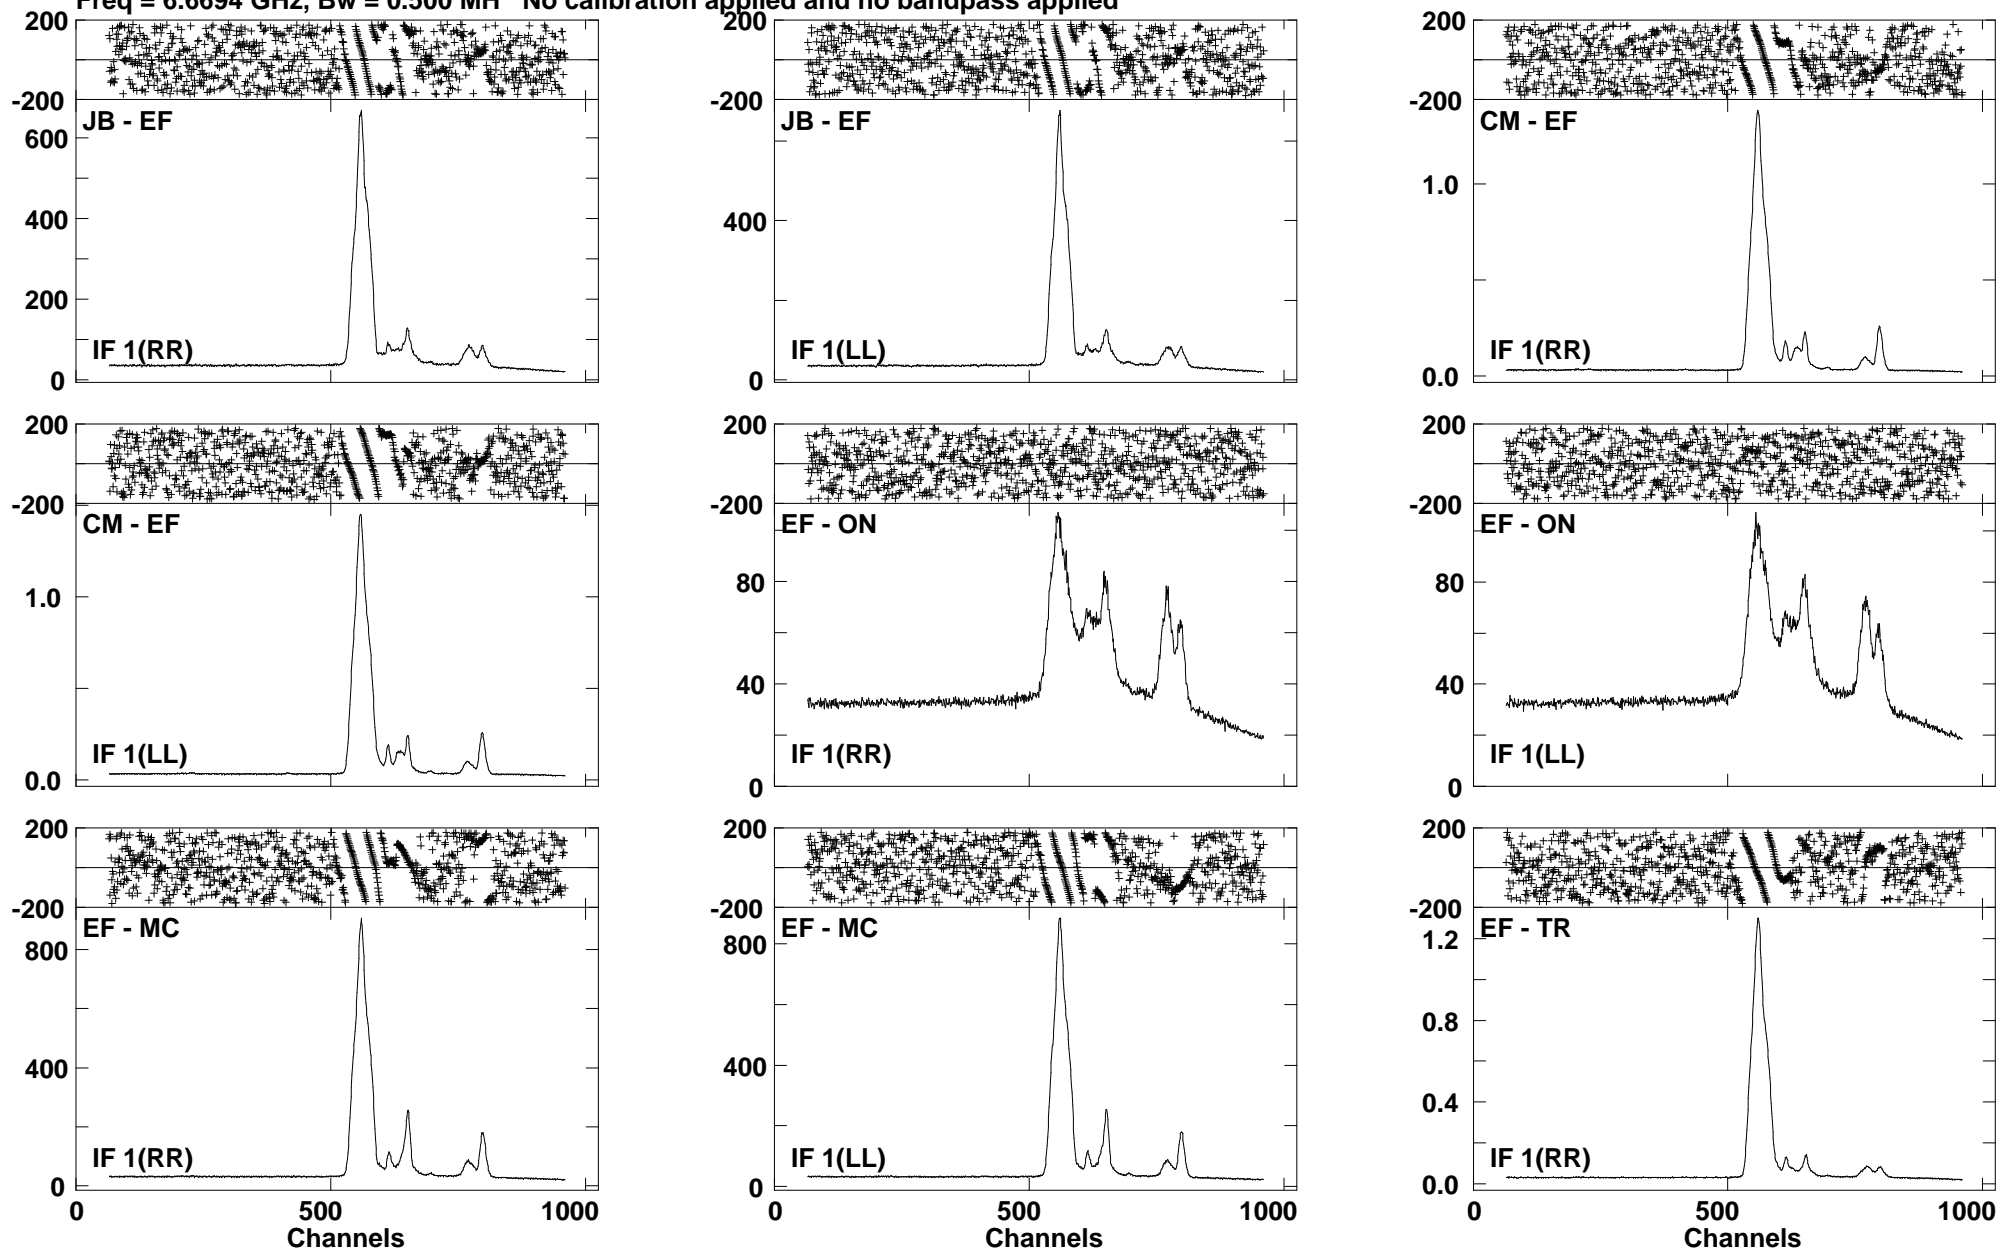 Freq = 6.6694 GHz, Bw = 0.500 MH No calibration applied and no bandpass applied
200
-200
JB - EF
600
400
200
0
IF 1(RR)
200
-200
JB - EF
400
0
IF 1(LL)
200
-200
CM - EF
1.0
0.0
IF 1(RR)
200
-200
CM - EF
1.0
0.0
IF 1(LL)
200
-200
EF - ON
80
40
0
IF 1(RR)
200
-200
EF - ON
80
40
0
IF 1(LL)
200
-200
EF - MC
800
400
0
IF 1(RR)
0 500 1000
Channels
200
-200
EF - MC
800
400
0
IF 1(LL)
0 500 1000
Channels
200
-200
EF - TR
1.2
0.8
0.4
0.0
IF 1(RR)
0 500 1000
Channels